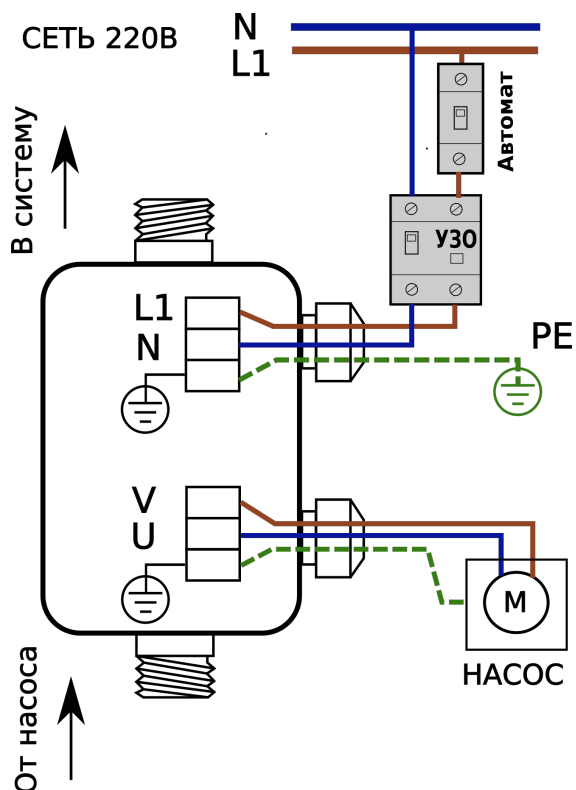 СЕТЬ 220В
N
L1
Автомат
В систему
УЗО
L1
N
PE
V
U
M
НАСОС
От насоса